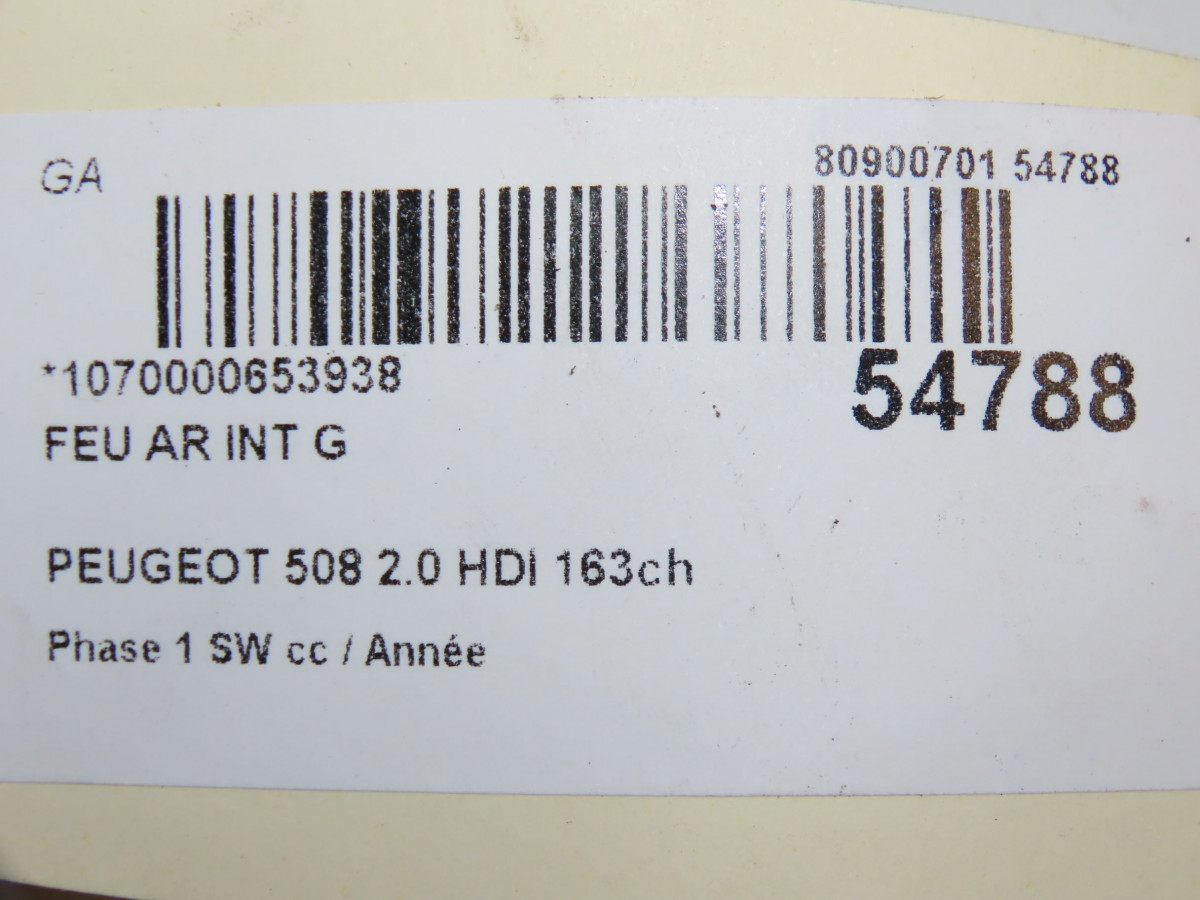 GA
80900701 54788
*1070000653938
54788
FEU AR INT G
PEUGEOT 508 2.0 HDI 163ch
Phase 1 SW cc / Année